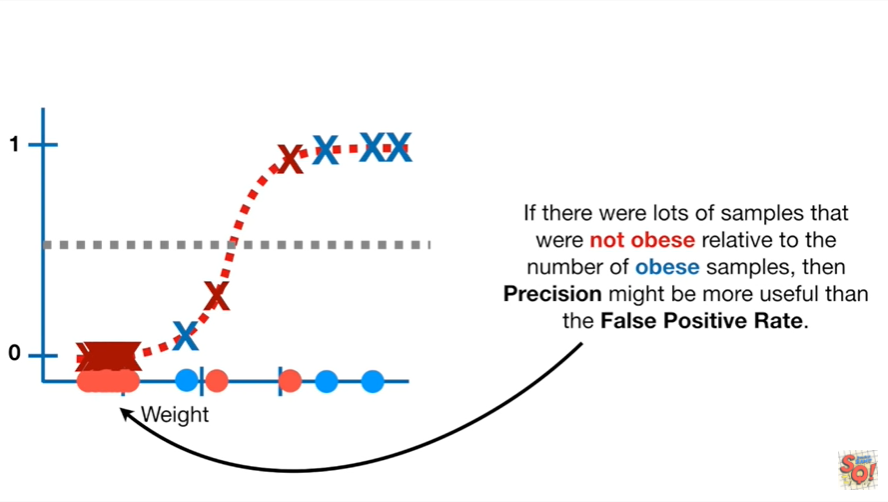 1
0
Weight
If there were lots of samples that
were not obese relative to the
number of obese samples, then
Precision might be more useful than
the False Positive Rate.
SQ!